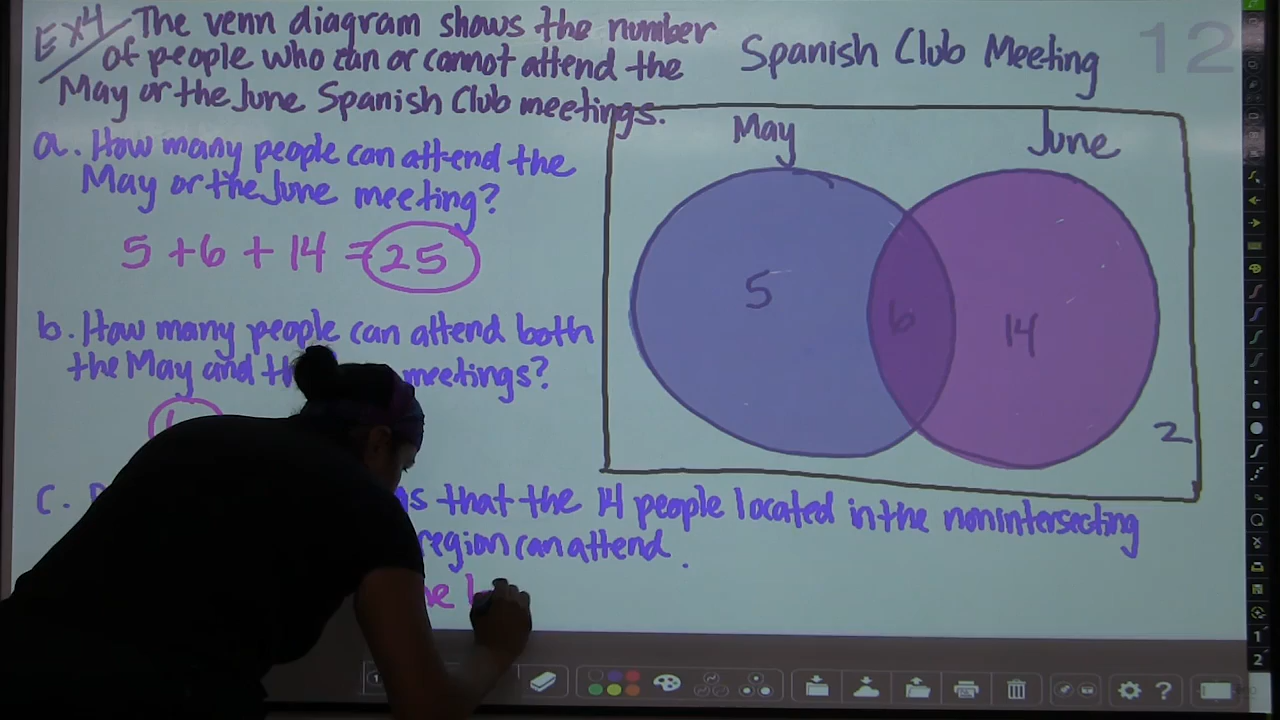 Ex4 The venn diagram shows the number
of people who can or cannot attend the
May or the June Spanish Club meetings.
Spanish Club Meeting
12
a. How many people can attend the
May or the June meeting?
5 + 6 + 14 = 25
b. How many people can attend both
the May and meetings?
May
June
5
6
14
2
c. that the 14 people located in the nonintersecting
region can attend.
1
2
?